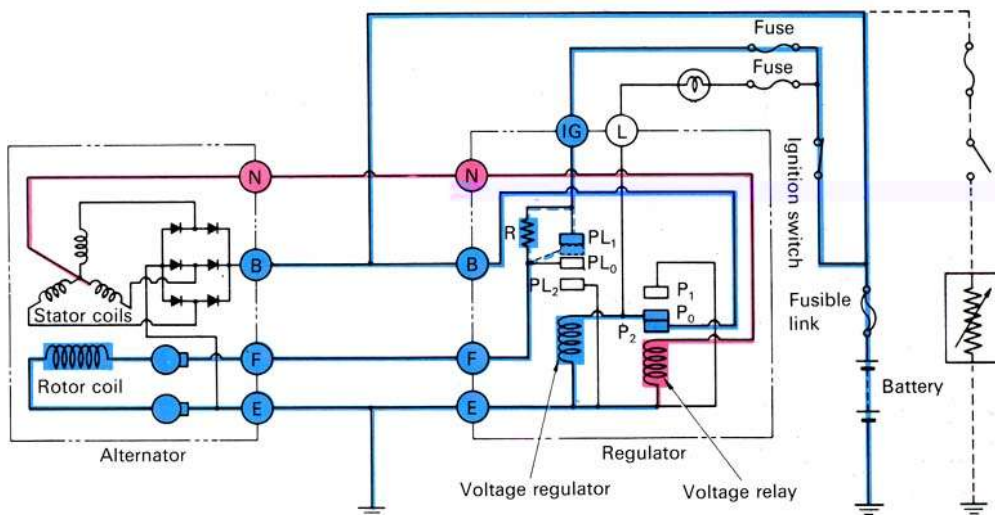 Fuse
Fuse
IG
L
N
N
Ignition switch
R
PL1
PL0
PL2
P1
P0
P2
B
B
Stator coils
Fusible
link
F
F
Rotor coil
Battery
E
E
Alternator
Regulator
Voltage regulator
Voltage relay